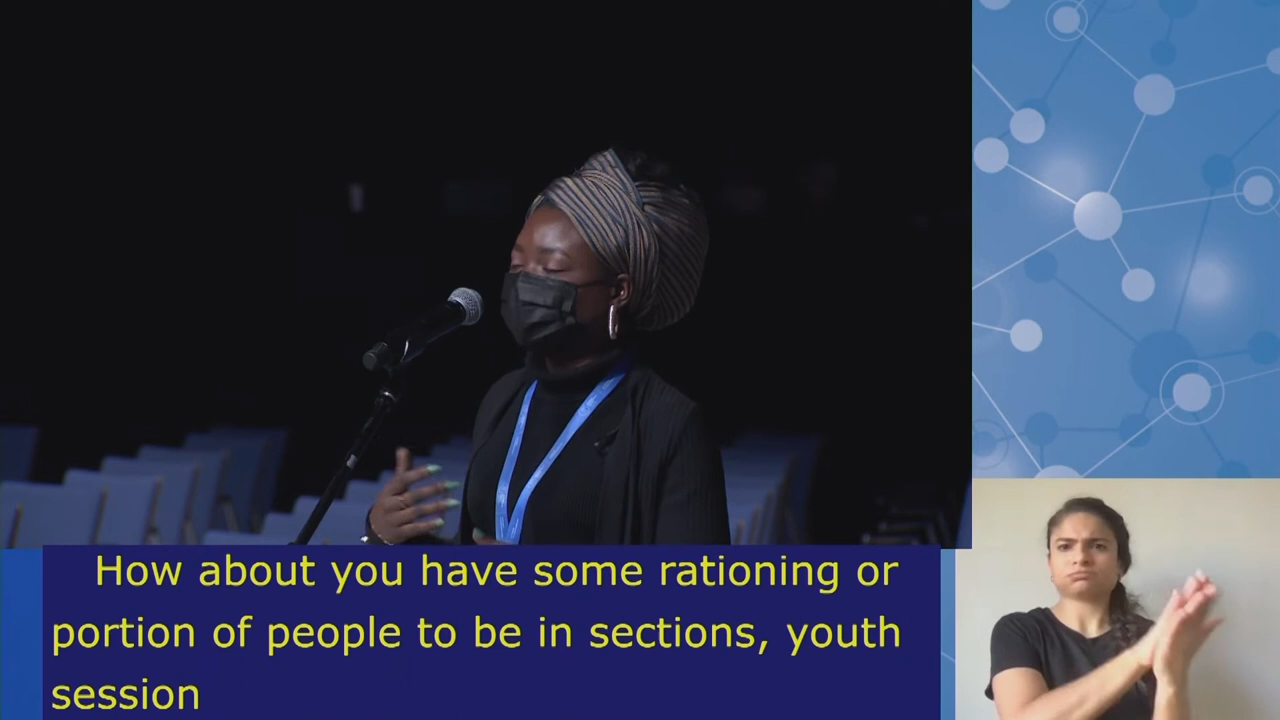 How about you have some rationing or
portion of people to be in sections, youth
session